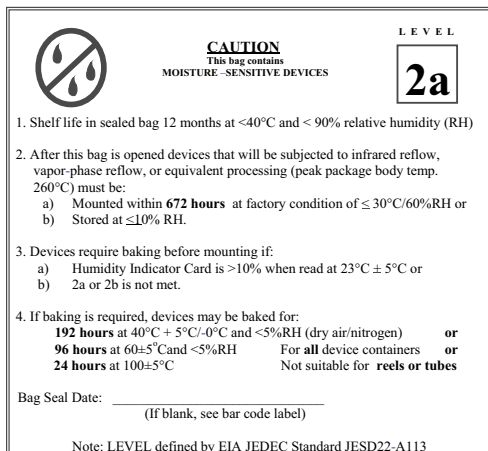 LEVEL
CAUTION
This bag contains
MOISTURE –SENSITIVE DEVICES
2a
1. Shelf life in sealed bag 12 months at <40°C and < 90% relative humidity (RH)
2. After this bag is opened devices that will be subjected to infrared reflow,
vapor-phase reflow, or equivalent processing (peak package body temp.
260°C) must be:
a) Mounted within 672 hours at factory condition of ≤ 30°C/60%RH or
b) Stored at ≤10% RH.
3. Devices require baking before mounting if:
a) Humidity Indicator Card is >10% when read at 23°C ± 5°C or
b) 2a or 2b is not met.
4. If baking is required, devices may be baked for:
192 hours at 40°C + 5°C/-0°C and <5%RH (dry air/nitrogen) or
96 hours at 60±5°Cand <5%RH For all device containers or
24 hours at 100±5°C Not suitable for reels or tubes
Bag Seal Date: ______________________________
(If blank, see bar code label)
Note: LEVEL defined by EIA JEDEC Standard JESD22-A113